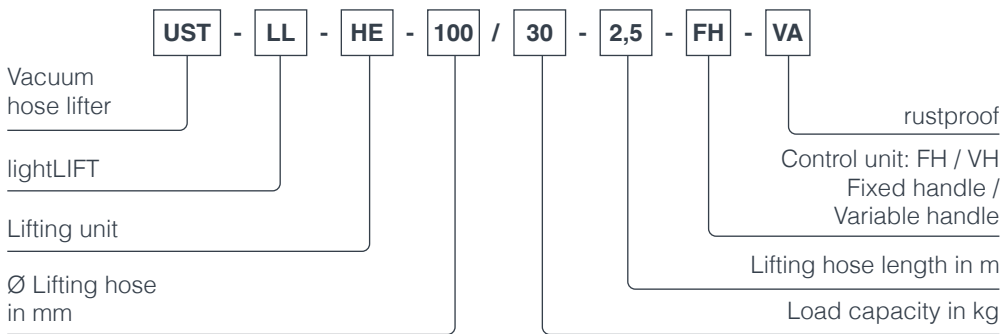 UST - LL - HE - 100 / 30 - 2,5 - FH - VA
Vacuum
hose lifter
lightLIFT
Lifting unit
Ø Lifting hose
in mm
rustproof
Control unit: FH / VH
Fixed handle /
Variable handle
Lifting hose length in m
Load capacity in kg